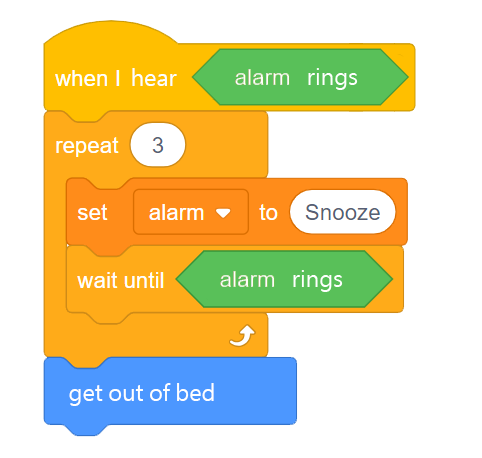 when I hear alarm rings
repeat 3
set alarm to Snooze
wait until alarm rings
get out of bed